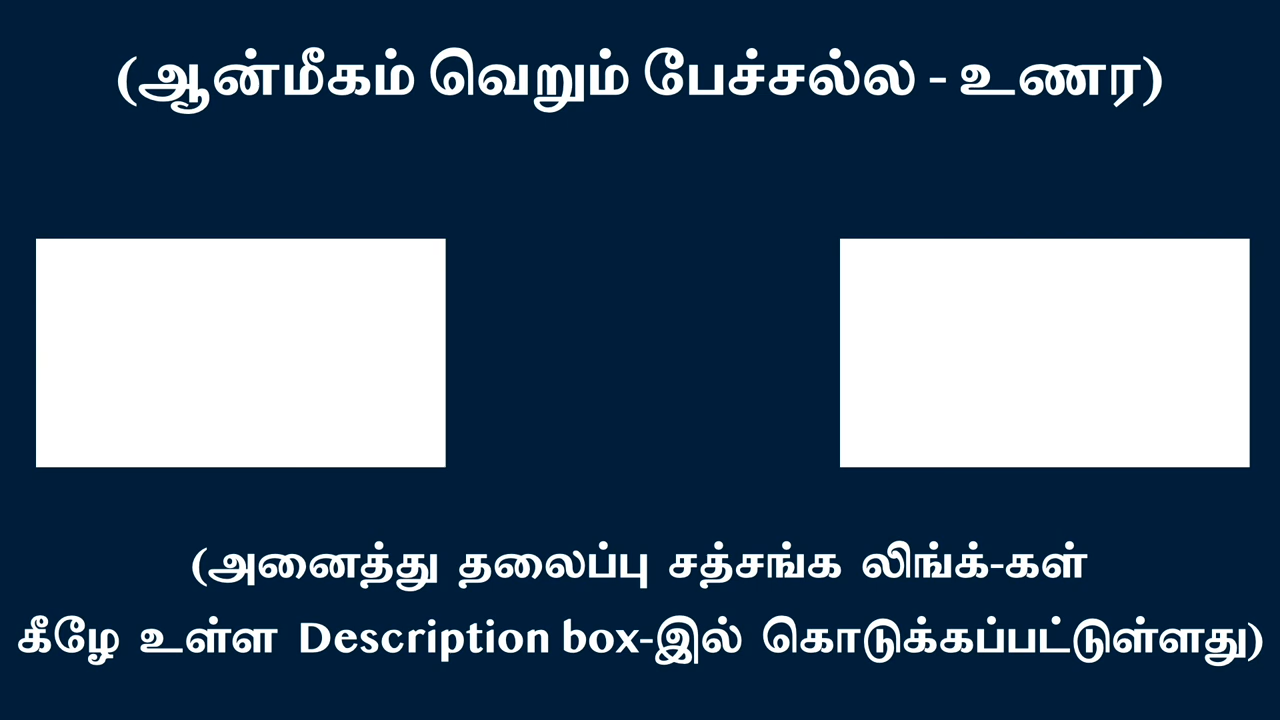 (ஆன்மீகம் வெறும் பேச்சல்ல - உணர)
(அனைத்து தலைப்பு சத்சங்க லிங்க்-கள்
கீழே உள்ள Description box-இல் கொடுக்கப்பட்டுள்ளது)